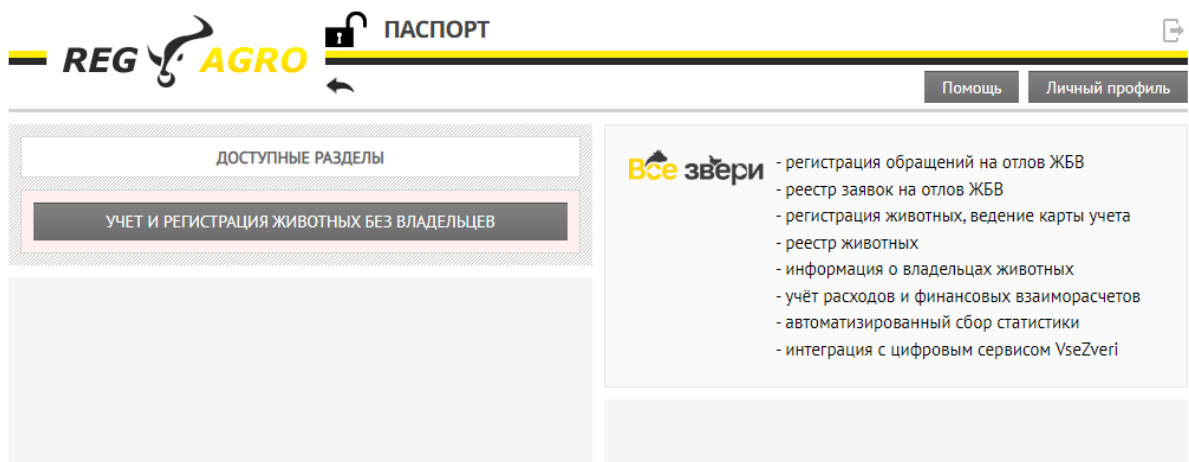 REG AGRO
ПАСПОРТ
Помощь
Личный профиль
ДОСТУПНЫЕ РАЗДЕЛЫ
УЧЕТ И РЕГИСТРАЦИЯ ЖИВОТНЫХ БЕЗ ВЛАДЕЛЬЦЕВ
Все звери
- регистрация обращений на отлов ЖБВ
- реестр заявок на отлов ЖБВ
- регистрация животных, ведение карты учета
- реестр животных
- информация о владельцах животных
- учёт расходов и финансовых взаиморасчетов
- автоматизированный сбор статистики
- интеграция с цифровым сервисом VseZveri